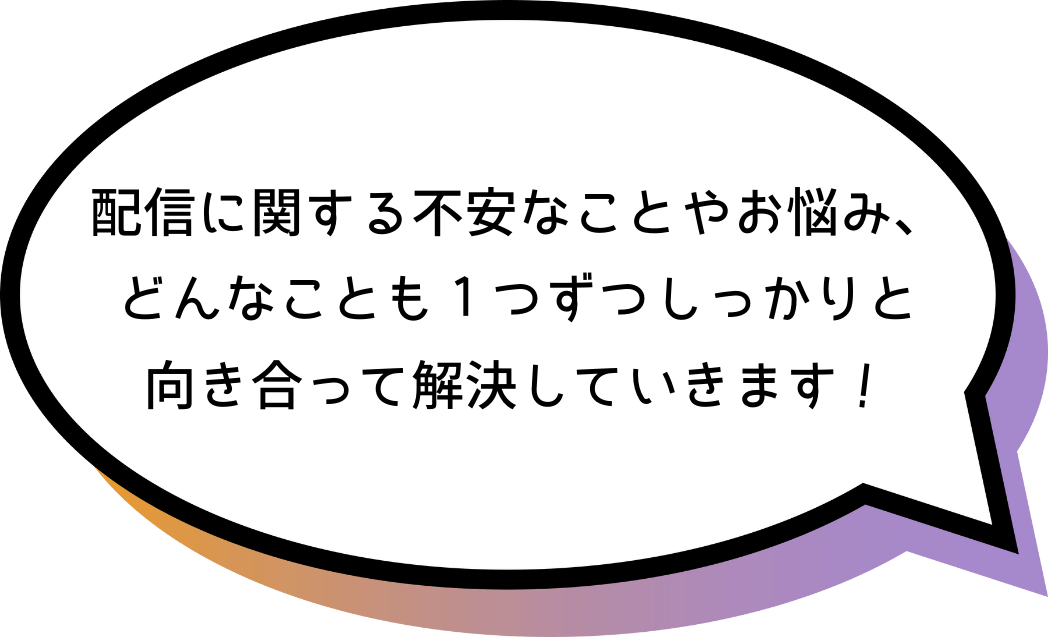 配信に関する不安なことやお悩み、
どんなことも１つずつしっかりと
向き合って解決していきます！